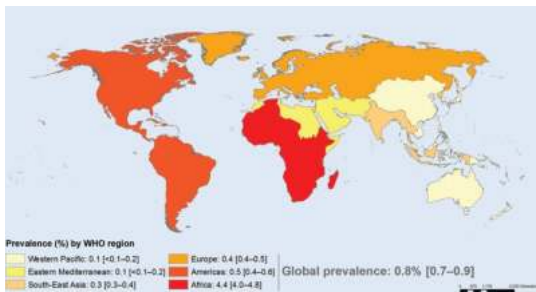 Prevalence (%) by WHO region
Western Pacific: 0.1 [<0.1–0.2]
Eastern Mediterranean: 0.1 [<0.1–0.2]
South-East Asia: 0.3 [0.3–0.4]
Europe: 0.4 [0.4–0.5]
Americas: 0.5 [0.4–0.6]
Africa: 4.4 [4.0–4.8]
Global prevalence: 0.8% [0.7–0.9]